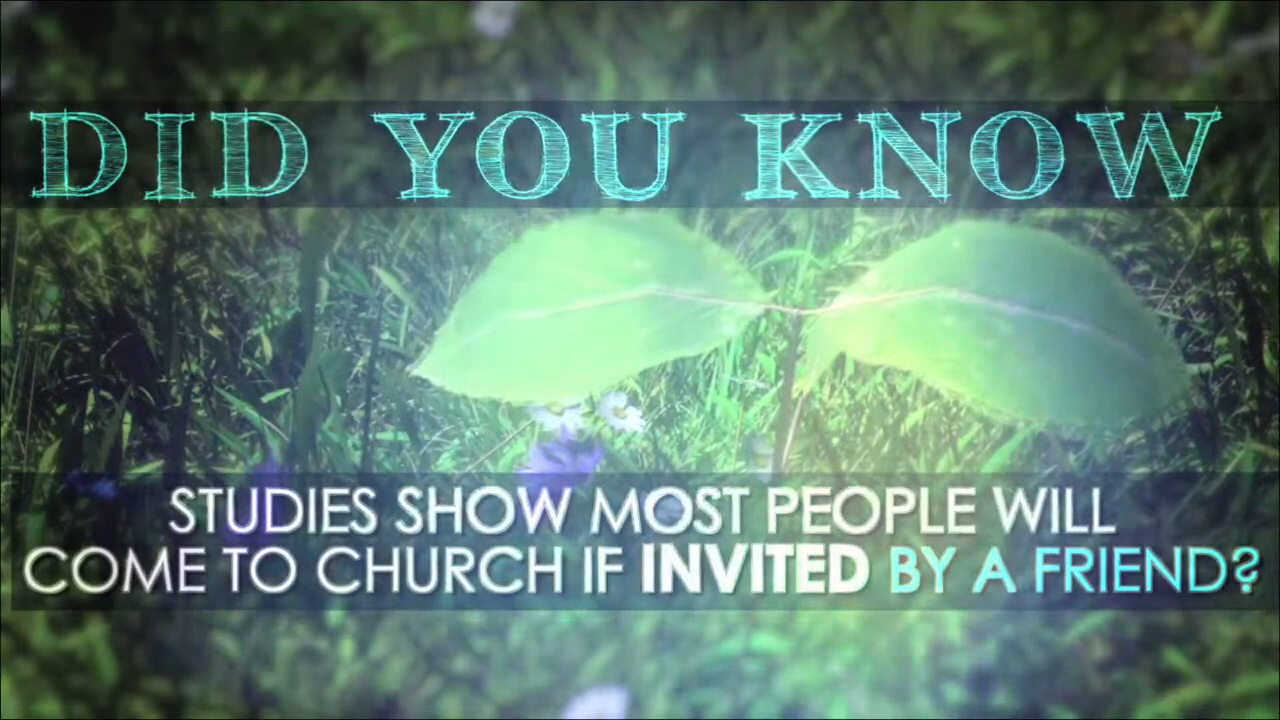 DID YOU KNOW
STUDIES SHOW MOST PEOPLE WILL
COME TO CHURCH IF INVITED BY A FRIEND?